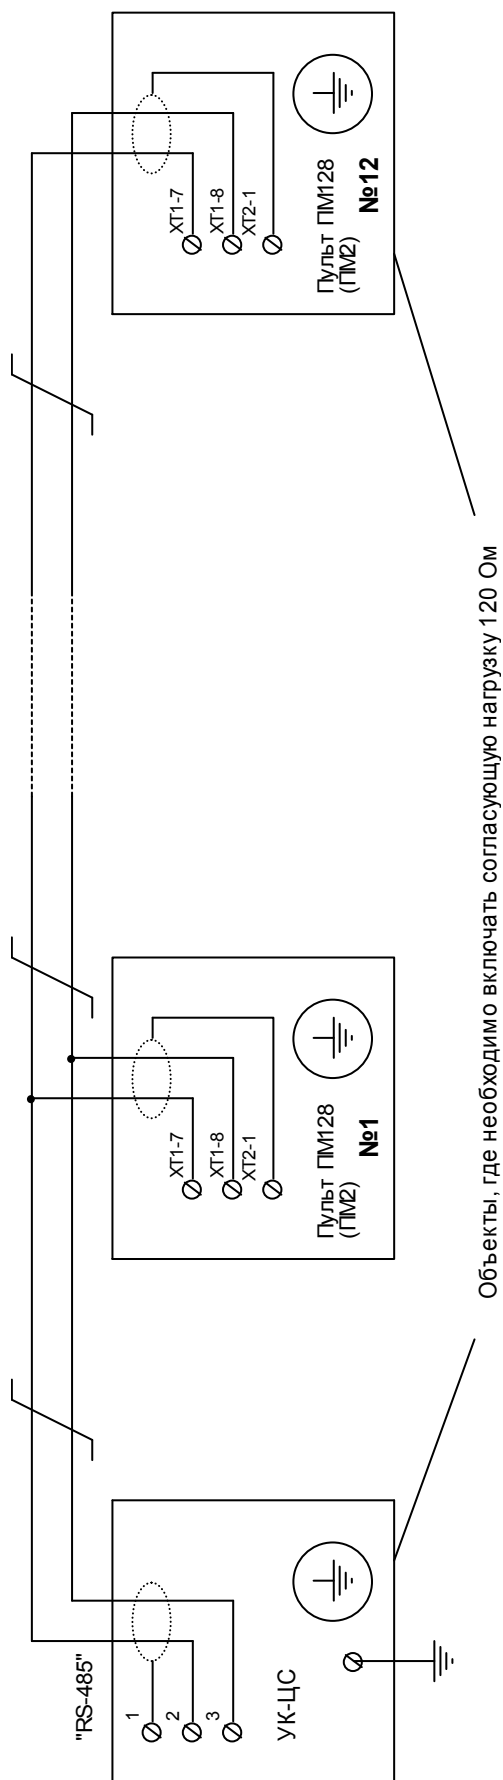 "RS-485"
1
2
3
УК-ЦС
XT1-7
XT1-8
XT2-1
Пульт ПМ128
(ПМ2)
№1
XT1-7
XT1-8
XT2-1
Пульт ПМ128
(ПМ2)
№12
Объекты, где необходимо включать согласующую нагрузку 120 Ом